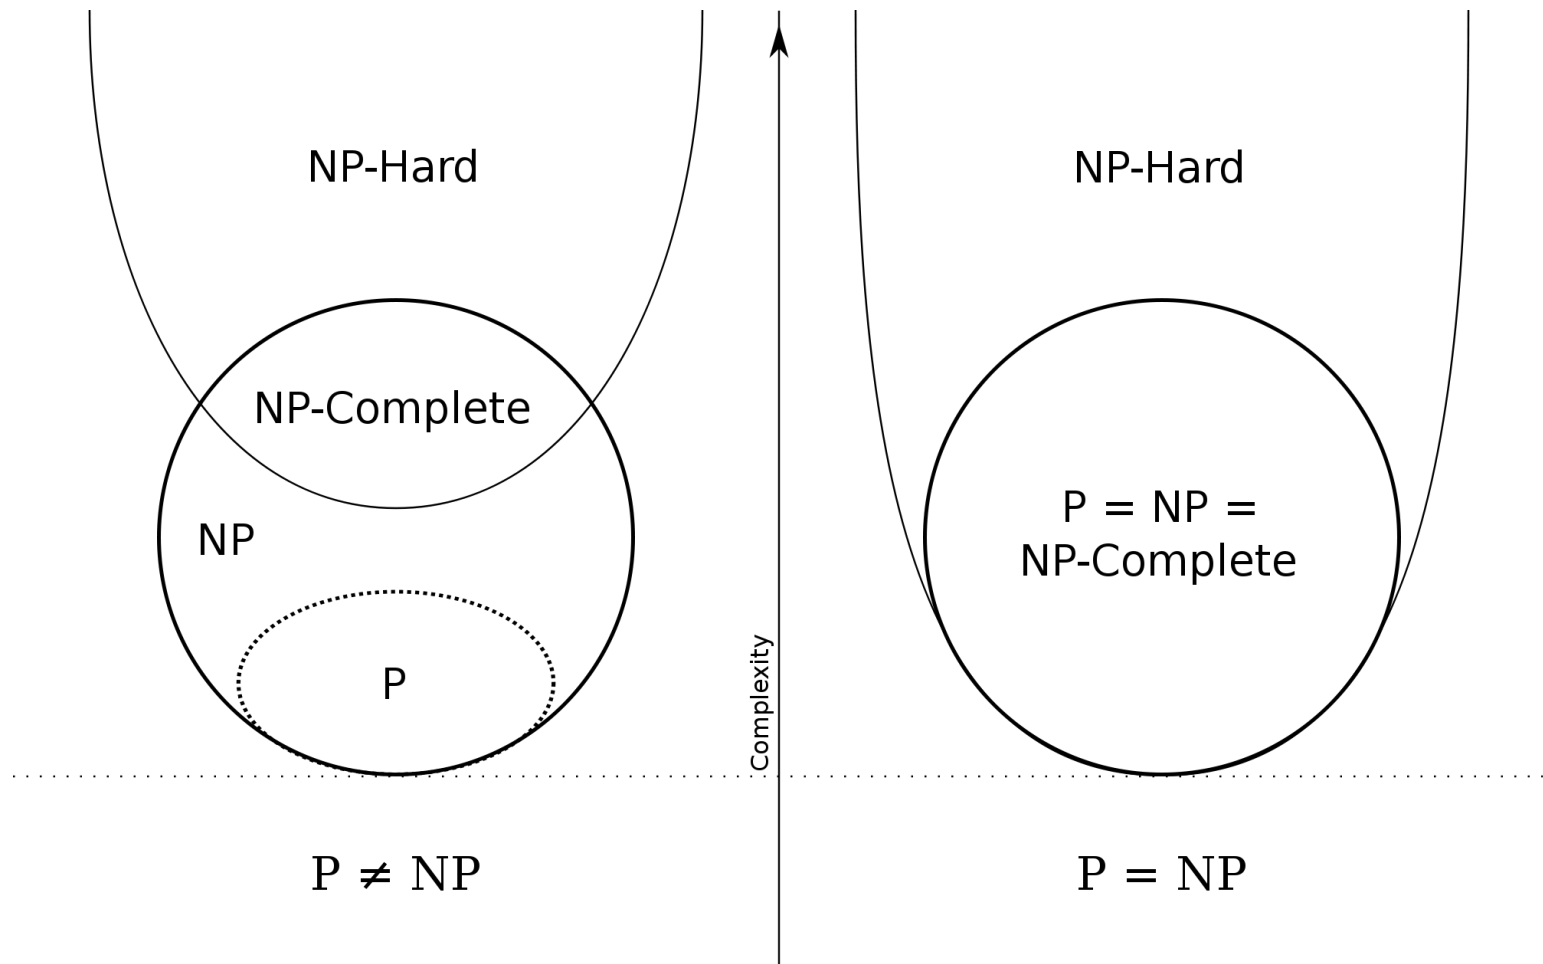 NP-Hard
NP-Complete
NP
P
P ≠ NP
Complexity
NP-Hard
P = NP =
NP-Complete
P = NP